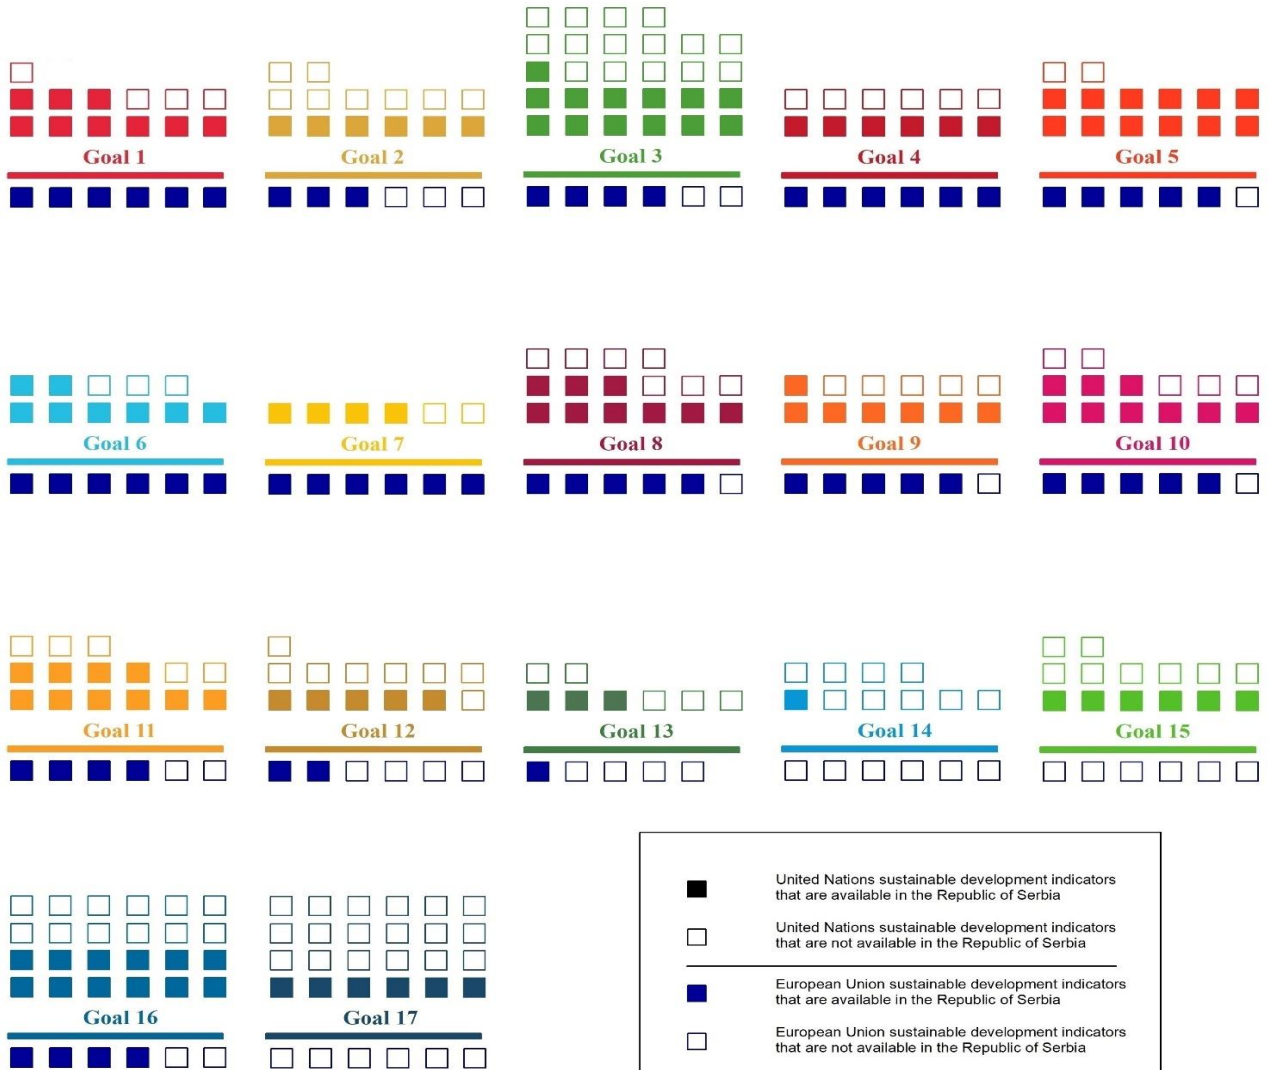 Goal 1
Goal 2
Goal 3
Goal 4
Goal 5
Goal 6
Goal 7
Goal 8
Goal 9
Goal 10
Goal 11
Goal 12
Goal 13
Goal 14
Goal 15
Goal 16
Goal 17
United Nations sustainable development indicators
that are available in the Republic of Serbia
United Nations sustainable development indicators
that are not available in the Republic of Serbia
European Union sustainable development indicators
that are available in the Republic of Serbia
European Union sustainable development indicators
that are not available in the Republic of Serbia